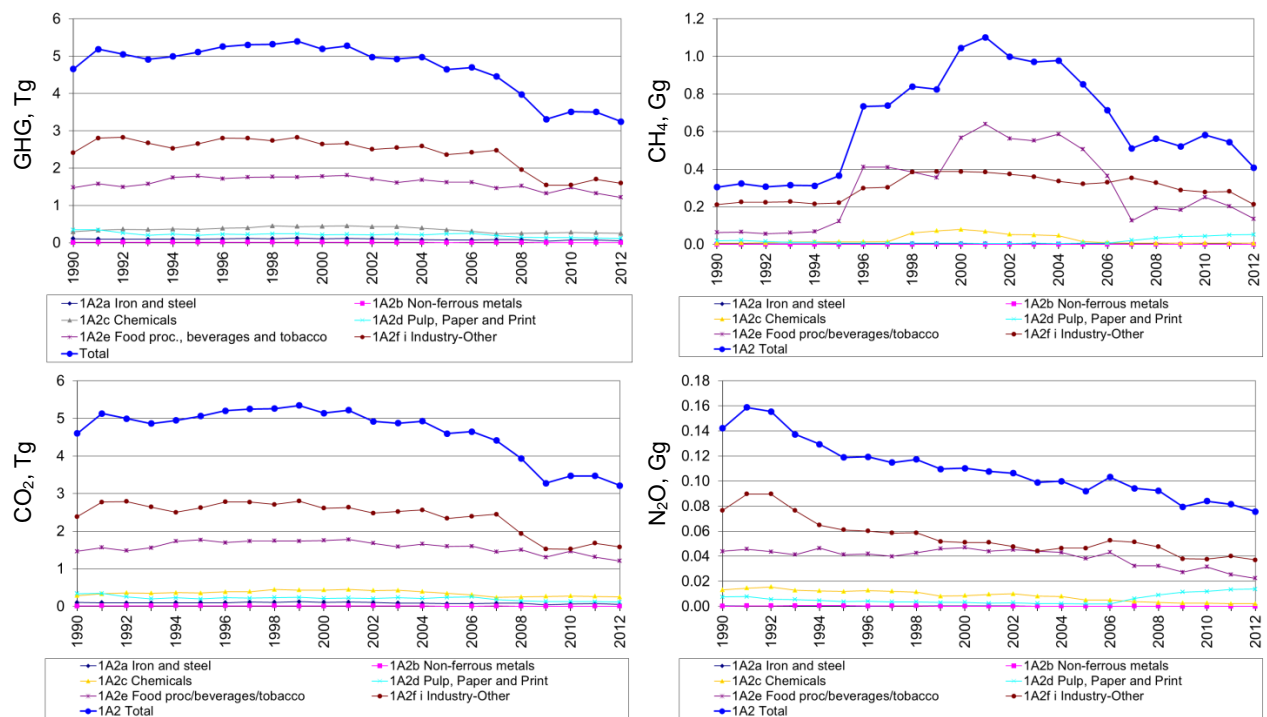 GHG, Tg
6
5
4
3
2
1
0
1990
1992
1994
1996
1998
2000
2002
2004
2006
2008
2010
2012
1A2a Iron and steel
1A2b Non-ferrous metals
1A2c Chemicals
1A2d Pulp, Paper and Print
1A2e Food proc., beverages and tobacco
1A2f i Industry-Other
Total
CH₄, Gg
1.2
1.0
0.8
0.6
0.4
0.2
0.0
1990
1992
1994
1996
1998
2000
2002
2004
2006
2008
2010
2012
1A2a Iron and steel
1A2b Non-ferrous metals
1A2c Chemicals
1A2d Pulp, Paper and Print
1A2e Food proc/beverages/tobacco
1A2f i Industry-Other
1A2 Total
CO₂, Tg
6
5
4
3
2
1
0
1990
1992
1994
1996
1998
2000
2002
2004
2006
2008
2010
2012
1A2a Iron and steel
1A2b Non-ferrous metals
1A2c Chemicals
1A2d Pulp, Paper and Print
1A2e Food proc/beverages/tobacco
1A2f i Industry-Other
1A2 Total
N₂O, Gg
0.18
0.16
0.14
0.12
0.10
0.08
0.06
0.04
0.02
0.00
1990
1992
1994
1996
1998
2000
2002
2004
2006
2008
2010
2012
1A2a Iron and steel
1A2b Non-ferrous metals
1A2c Chemicals
1A2d Pulp, Paper and Print
1A2e Food proc/beverages/tobacco
1A2f i Industry-Other
1A2 Total